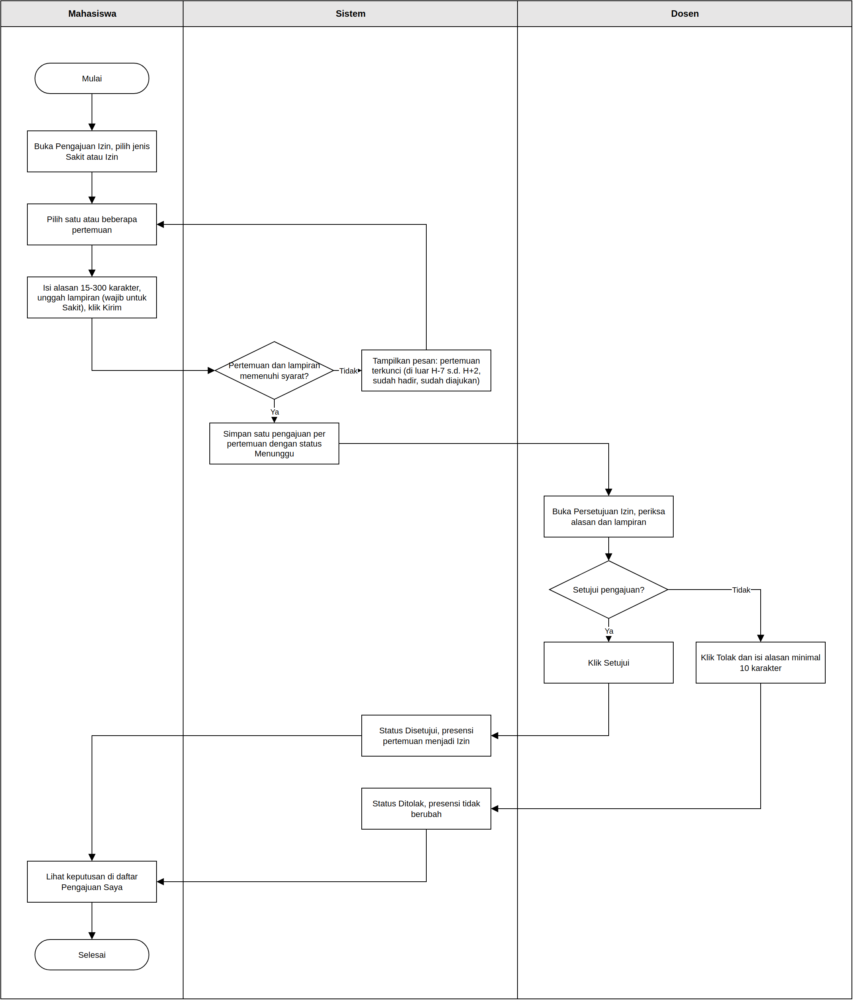 Mahasiswa
Sistem
Dosen
Mulai
Buka Pengajuan Izin, pilih jenis
Sakit atau Izin
Pilih satu atau beberapa
pertemuan
Isi alasan 15-300 karakter,
unggah lampiran (wajib untuk
Sakit), klik Kirim
Pertemuan dan lampiran
memenuhi syarat?
Tidak
Tampilkan pesan: pertemuan
terkunci (di luar H-7 s.d. H+2,
sudah hadir, sudah diajukan)
Ya
Simpan satu pengajuan per
pertemuan dengan status
Menunggu
Buka Persetujuan Izin, periksa
alasan dan lampiran
Setujui pengajuan?
Tidak
Ya
Klik Setujui
Klik Tolak dan isi alasan minimal
10 karakter
Status Disetujui, presensi
pertemuan menjadi Izin
Status Ditolak, presensi tidak
berubah
Lihat keputusan di daftar
Pengajuan Saya
Selesai